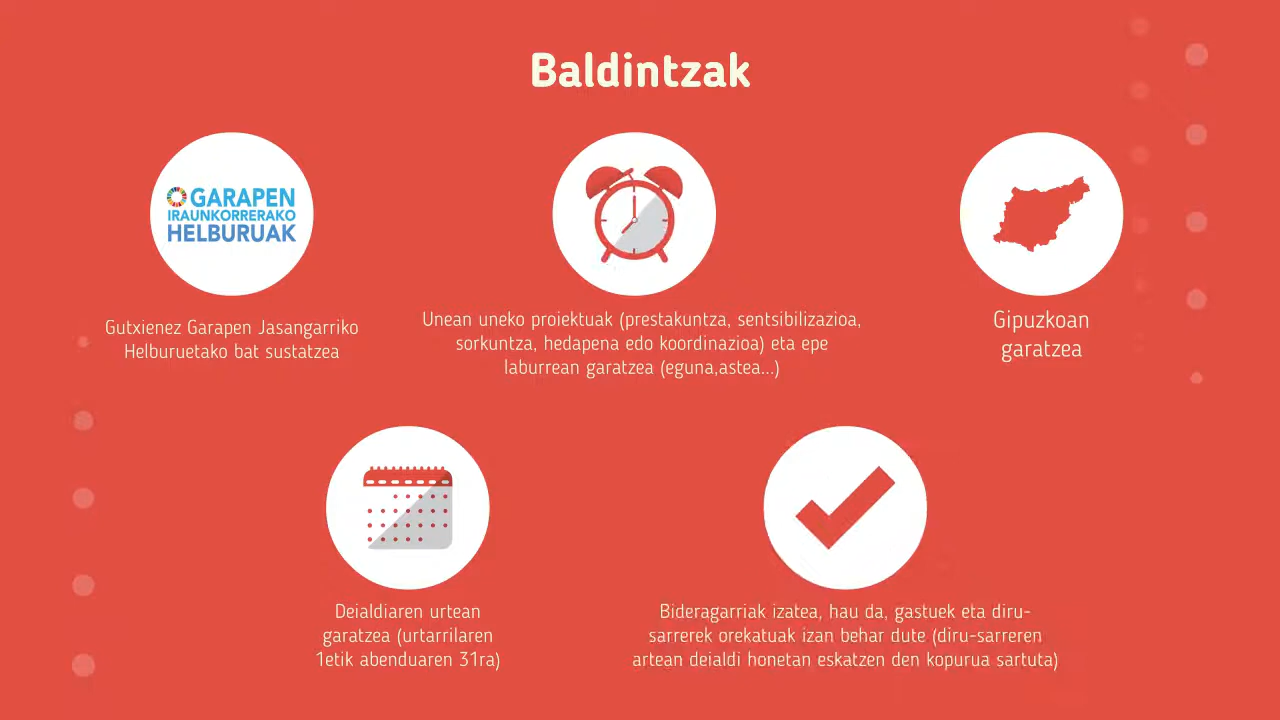 Baldintzak
GARAPEN
IRAUNKORRERAKO
HELBURUAK
Gutxienez Garapen Jasangarriko
Helburuetako bat sustatzea
Unean uneko proiektuak (prestakuntza, sentsibilizazioa,
sorkuntza, hedapena edo koordinazioa) eta epe
laburrean garatzea (eguna,astea...)
Gipuzkoan
garatzea
Deialdiaren urtean
garatzea (urtarrilaren
1etik abenduaren 31ra)
Bideragarriak izatea, hau da, gastuek eta diru-
sarrerek orekatuak izan behar dute (diru-sarreren
artean deialdi honetan eskatzen den kopurua sartuta)